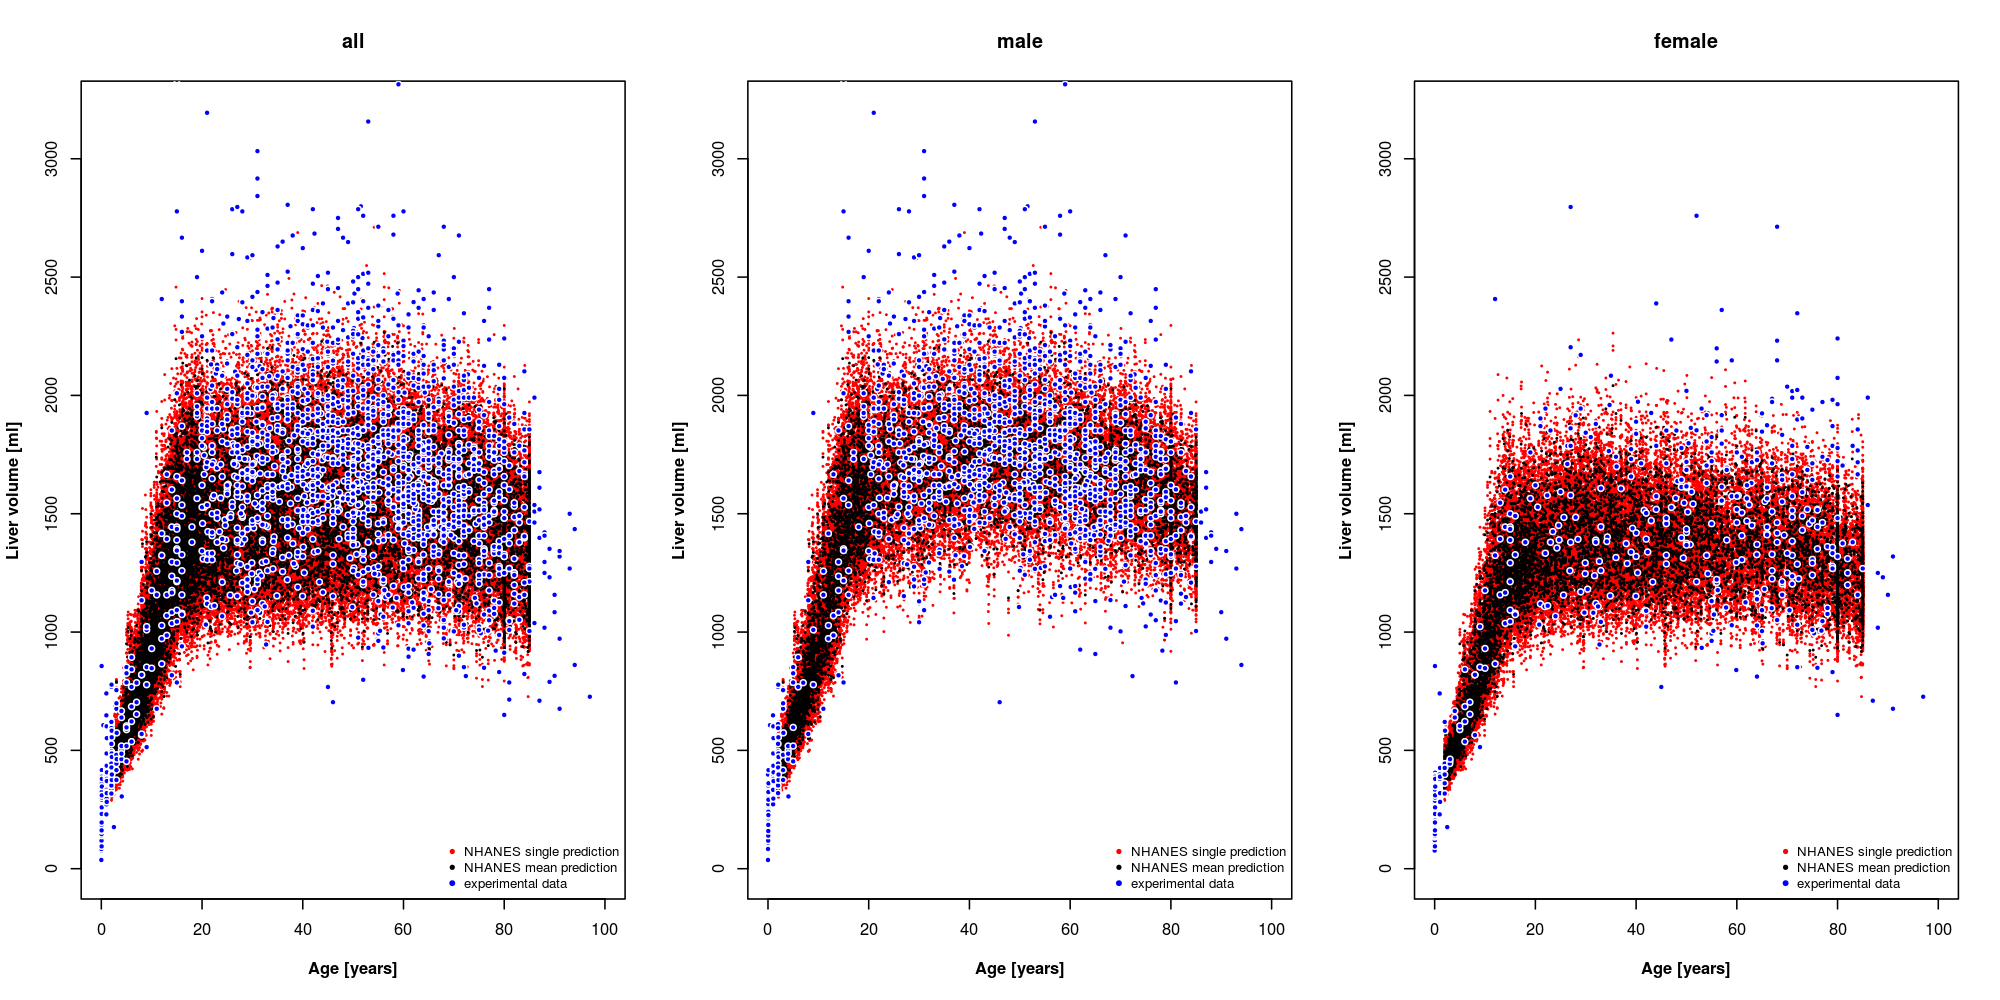 all
Liver volume [ml]
3000
2500
2000
1500
1000
500
0
NHANES single prediction
NHANES mean prediction
experimental data
0 20 40 60 80 100
Age [years]
male
Liver volume [ml]
3000
2500
2000
1500
1000
500
0
NHANES single prediction
NHANES mean prediction
experimental data
0 20 40 60 80 100
Age [years]
female
Liver volume [ml]
3000
2500
2000
1500
1000
500
0
NHANES single prediction
NHANES mean prediction
experimental data
0 20 40 60 80 100
Age [years]